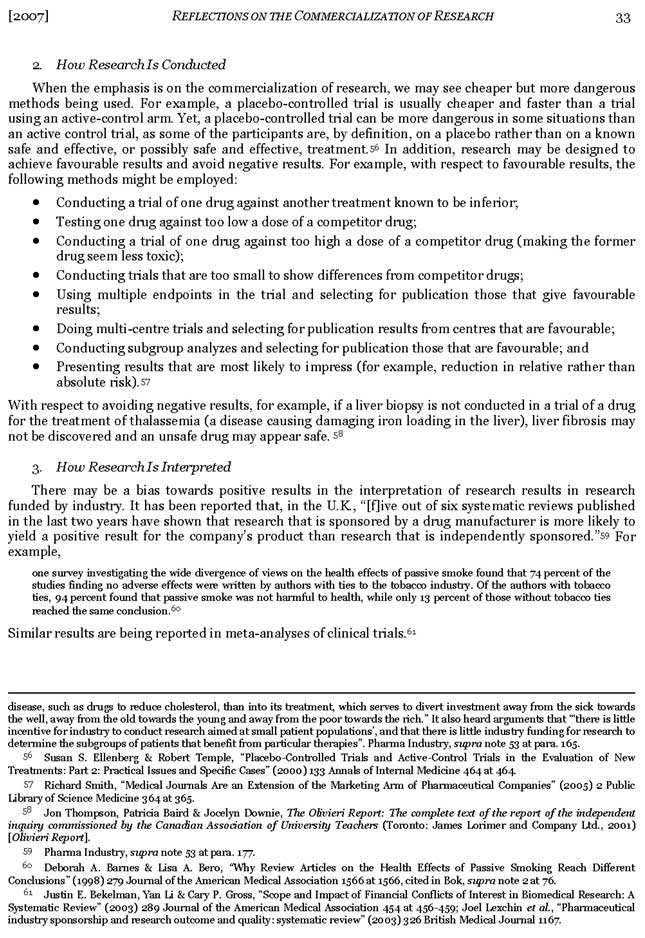 [2007] REFLECTIONS ON THE COMMERCIALIZATION OF RESEARCH 33
2. How Research Is Conducted
When the emphasis is on the commercialization of research, we may see cheaper but more dangerous
methods being used. For example, a placebo-controlled trial is usually cheaper and faster than a trial
using an active-control arm. Yet, a placebo-controlled trial can be more dangerous in some situations than
an active control trial, as some of the participants are, by definition, on a placebo rather than on a known
safe and effective, or possibly safe and effective, treatment.56 In addition, research may be designed to
achieve favourable results and avoid negative results. For example, with respect to favourable results, the
following methods might be employed:
● Conducting a trial of one drug against another treatment known to be inferior;
● Testing one drug against too low a dose of a competitor drug;
● Conducting a trial of one drug against too high a dose of a competitor drug (making the former
drug seem less toxic);
● Conducting trials that are too small to show differences from competitor drugs;
● Using multiple endpoints in the trial and selecting for publication those that give favourable
results;
● Doing multi-centre trials and selecting for publication results from centres that are favourable;
● Conducting subgroup analyzes and selecting for publication those that are favourable; and
● Presenting results that are most likely to impress (for example, reduction in relative rather than
absolute risk).57
With respect to avoiding negative results, for example, if a liver biopsy is not conducted in a trial of a drug
for the treatment of thalassemia (a disease causing damaging iron loading in the liver), liver fibrosis may
not be discovered and an unsafe drug may appear safe. 58
3. How Research Is Interpreted
There may be a bias towards positive results in the interpretation of research results in research
funded by industry. It has been reported that, in the U.K., “[f]ive out of six systematic reviews published
in the last two years have shown that research that is sponsored by a drug manufacturer is more likely to
yield a positive result for the company’s product than research that is independently sponsored.”59 For
example,
one survey investigating the wide divergence of views on the health effects of passive smoke found that 74 percent of the
studies finding no adverse effects were written by authors with ties to the tobacco industry. Of the authors with tobacco
ties, 94 percent found that passive smoke was not harmful to health, while only 13 percent of those without tobacco ties
reached the same conclusion.60
Similar results are being reported in meta-analyses of clinical trials.61
disease, such as drugs to reduce cholesterol, than into its treatment, which serves to divert investment away from the sick towards
the well, away from the old towards the young and away from the poor towards the rich.” It also heard arguments that “‘there is little
incentive for industry to conduct research aimed at small patient populations’, and that there is little industry funding for research to
determine the subgroups of patients that benefit from particular therapies”. Pharma Industry, supra note 53 at para. 165.
56 Susan S. Ellenberg & Robert Temple, “Placebo-Controlled Trials and Active-Control Trials in the Evaluation of New
Treatments: Part 2: Practical Issues and Specific Cases” (2000) 133 Annals of Internal Medicine 464 at 464.
57 Richard Smith, “Medical Journals Are an Extension of the Marketing Arm of Pharmaceutical Companies” (2005) 2 Public
Library of Science Medicine 364 at 365.
58 Jon Thompson, Patricia Baird & Jocelyn Downie, The Olivieri Report: The complete text of the report of the independent
inquiry commissioned by the Canadian Association of University Teachers (Toronto: James Lorimer and Company Ltd., 2001)
[Olivieri Report].
59 Pharma Industry, supra note 53 at para. 177.
60 Deborah A. Barnes & Lisa A. Bero, “Why Review Articles on the Health Effects of Passive Smoking Reach Different
Conclusions” (1998) 279 Journal of the American Medical Association 1566 at 1566, cited in Bok, supra note 2 at 76.
61 Justin E. Bekelman, Yan Li & Cary P. Gross, “Scope and Impact of Financial Conflicts of Interest in Biomedical Research: A
Systematic Review” (2003) 289 Journal of the American Medical Association 454 at 456-459; Joel Lexchin et al., “Pharmaceutical
industry sponsorship and research outcome and quality: systematic review” (2003) 326 British Medical Journal 1167.